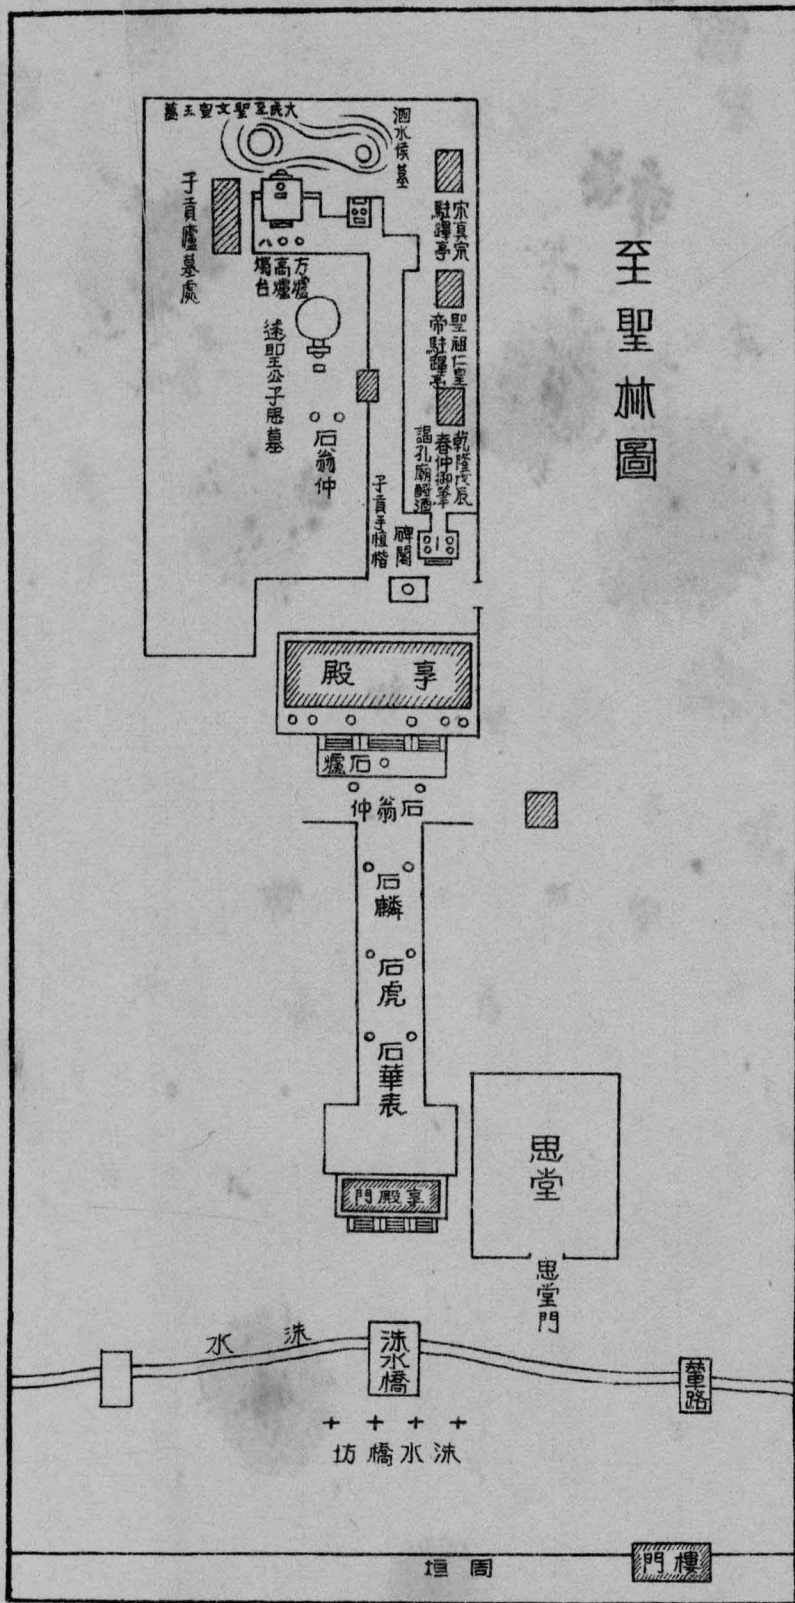 至聖林圖
大成至聖文宣王墓
泗水侯墓
子貢廬墓處
宋真宗
駐蹕亭
方爐
高爐
燭台
聖祖仁皇
帝駐蹕亭
述聖公子思墓
石翁仲
乾隆戊辰
春仲御筆
謁孔廟酹酒
子貢手植楷
碑閣
享殿
石爐
石翁仲
石麟
石虎
石華表
思堂
享殿門
思堂門
洙水
洙水橋
輦路
洙水橋坊
周垣
樓門